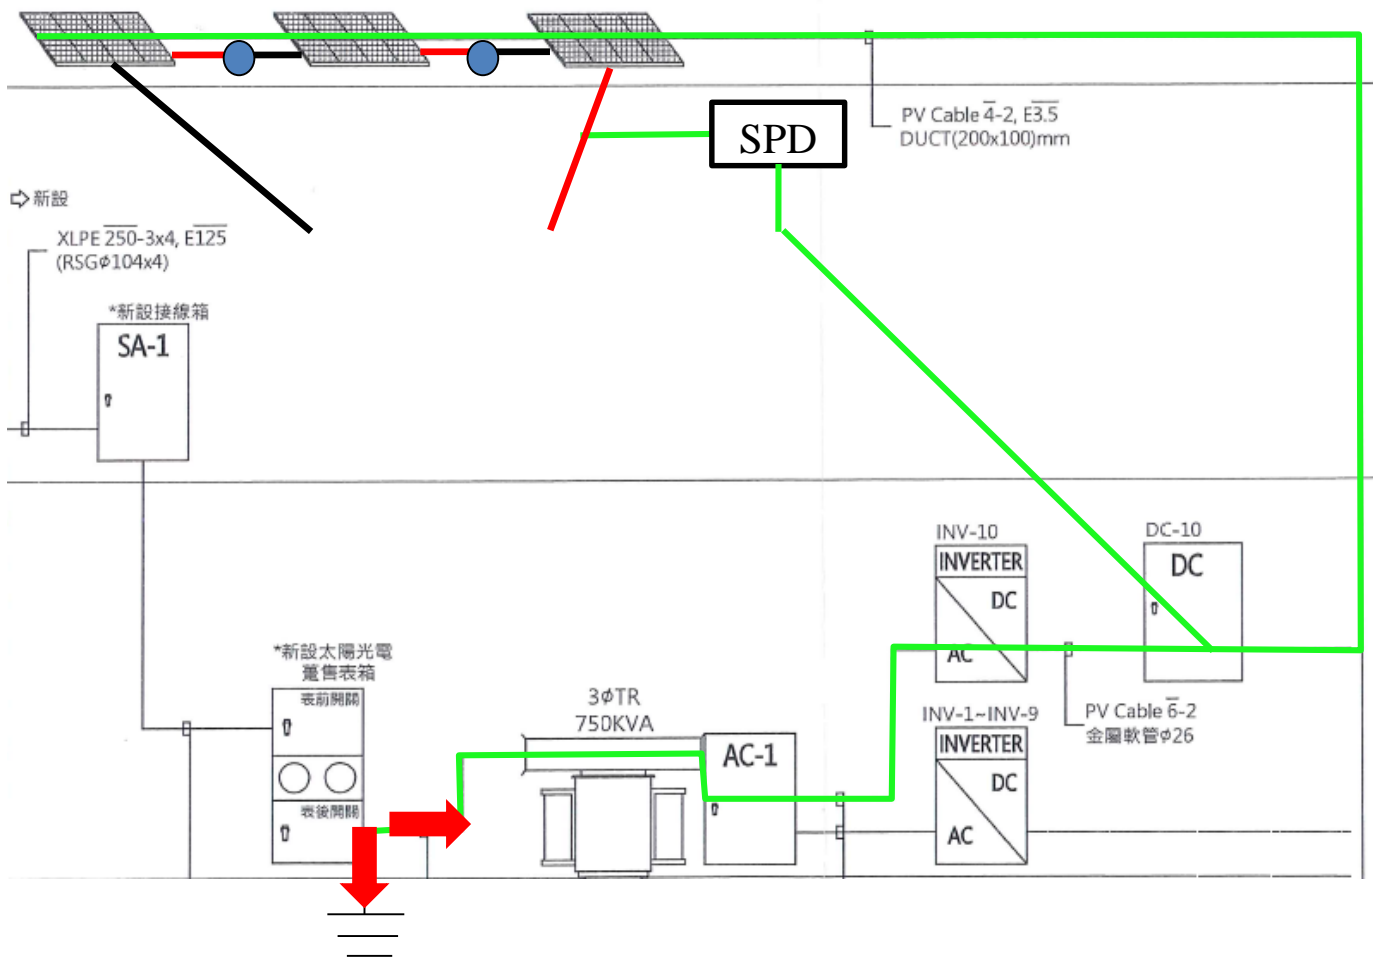 SPD
PV Cable 4-2, E3.5
DUCT(200x100)mm
新設
XLPE 250-3x4, E125
(RSGφ104x4)
*新設接線箱
SA-1
INV-10
INVERTER
DC
AC
DC-10
DC
*新設太陽光電
躉售表箱
表前開關
表後開關
3φTR
750KVA
AC-1
INV-1~INV-9
INVERTER
DC
AC
PV Cable 6-2
金屬軟管φ26